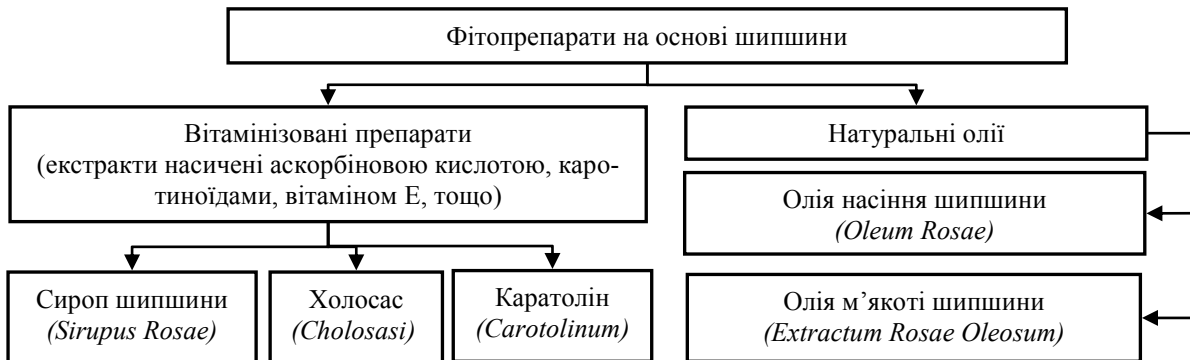 Фітопрепарати на основі шипшини
Вітамінізовані препарати
(екстракти насичені аскорбіновою кислотою, каро-
тиноїдами, вітаміном Е, тощо)
Натуральні олії
Олія насіння шипшини
(Oleum Rosae)
Сироп шипшини
(Sirupus Rosae)
Холосас
(Cholosasi)
Каратолін
(Carotolinum)
Олія м’якоті шипшини
(Extractum Rosae Oleosum)